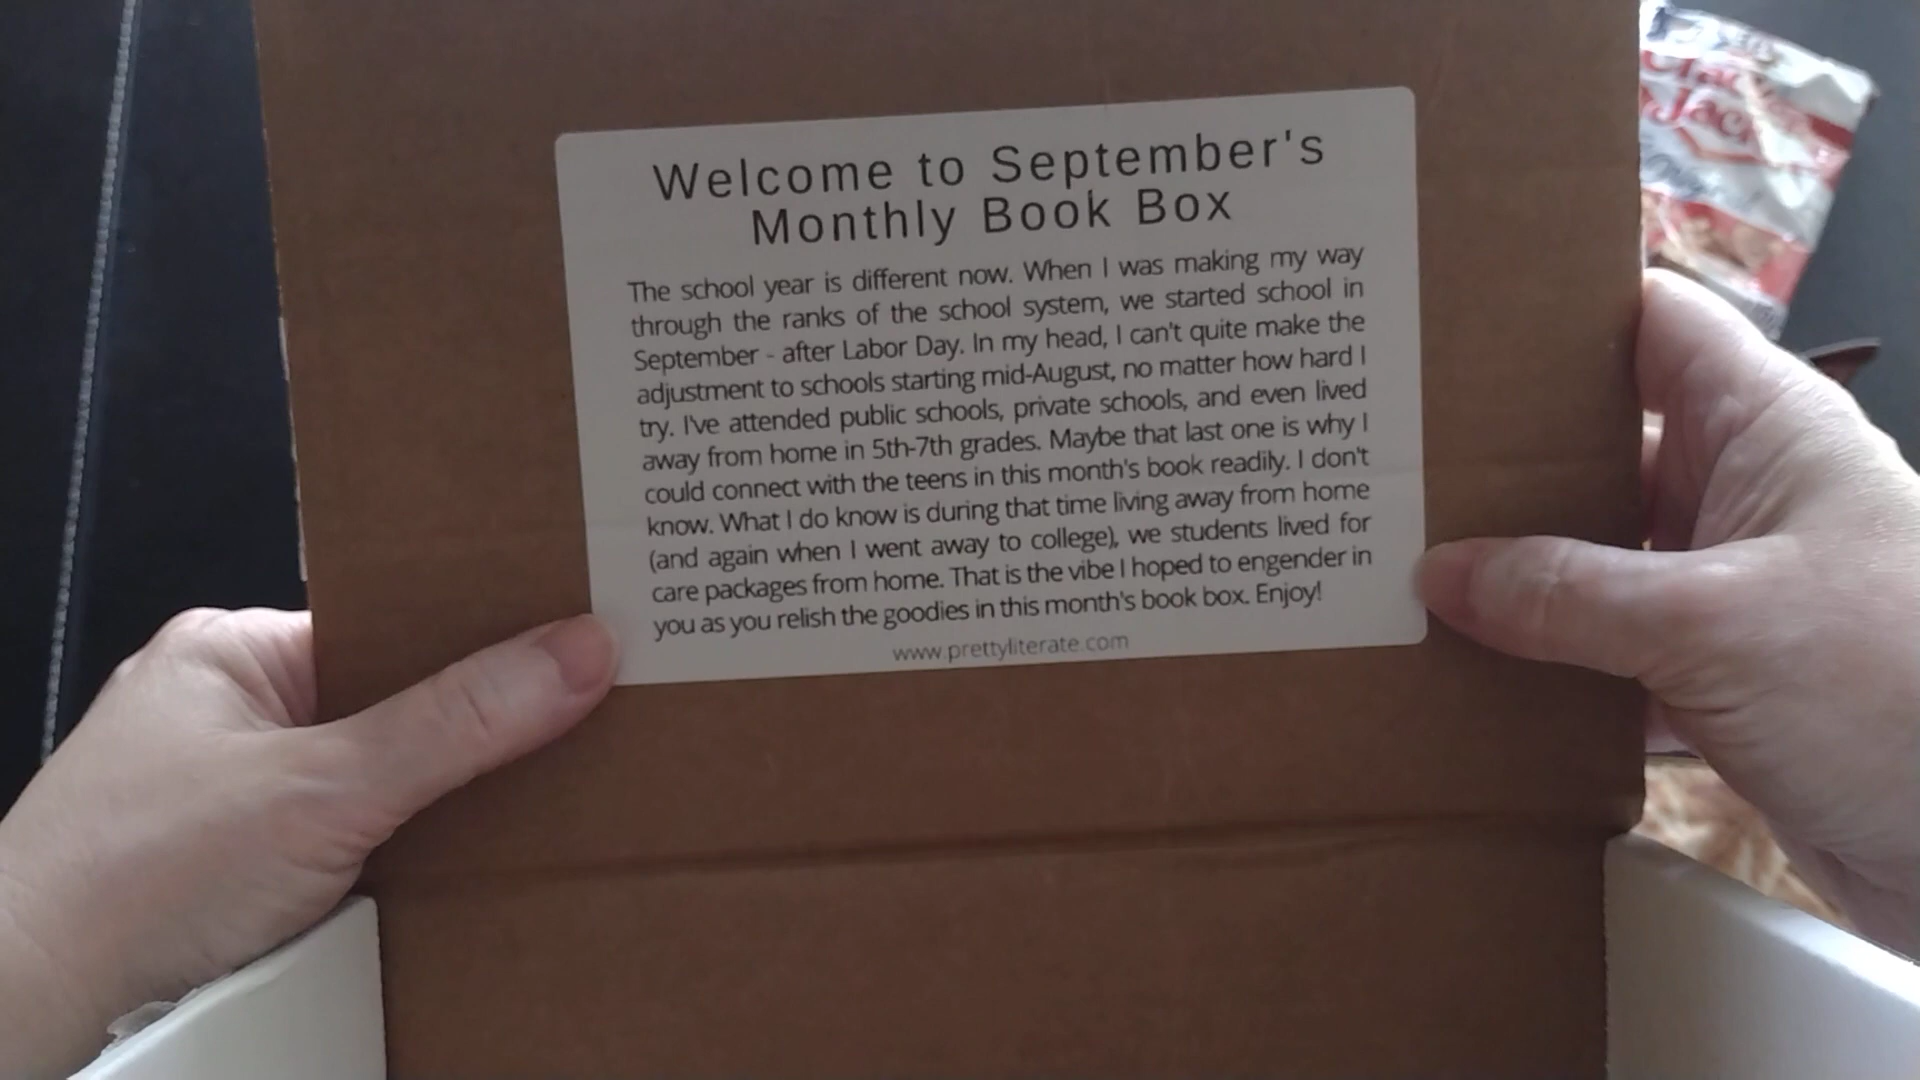 Welcome to September's
Monthly Book Box
The school year is different now. When I was making my way
through the ranks of the school system, we started school in
September - after Labor Day. In my head, I can't quite make the
adjustment to schools starting mid-August, no matter how hard I
try. I've attended public schools, private schools, and even lived
away from home in 5th-7th grades. Maybe that last one is why I
could connect with the teens in this month's book readily. I don't
know. What I do know is during that time living away from home
(and again when I went away to college), we students lived for
care packages from home. That is the vibe I hoped to engender in
you as you relish the goodies in this month's book box. Enjoy!
www.prettyliterate.com
Cracker
Jack